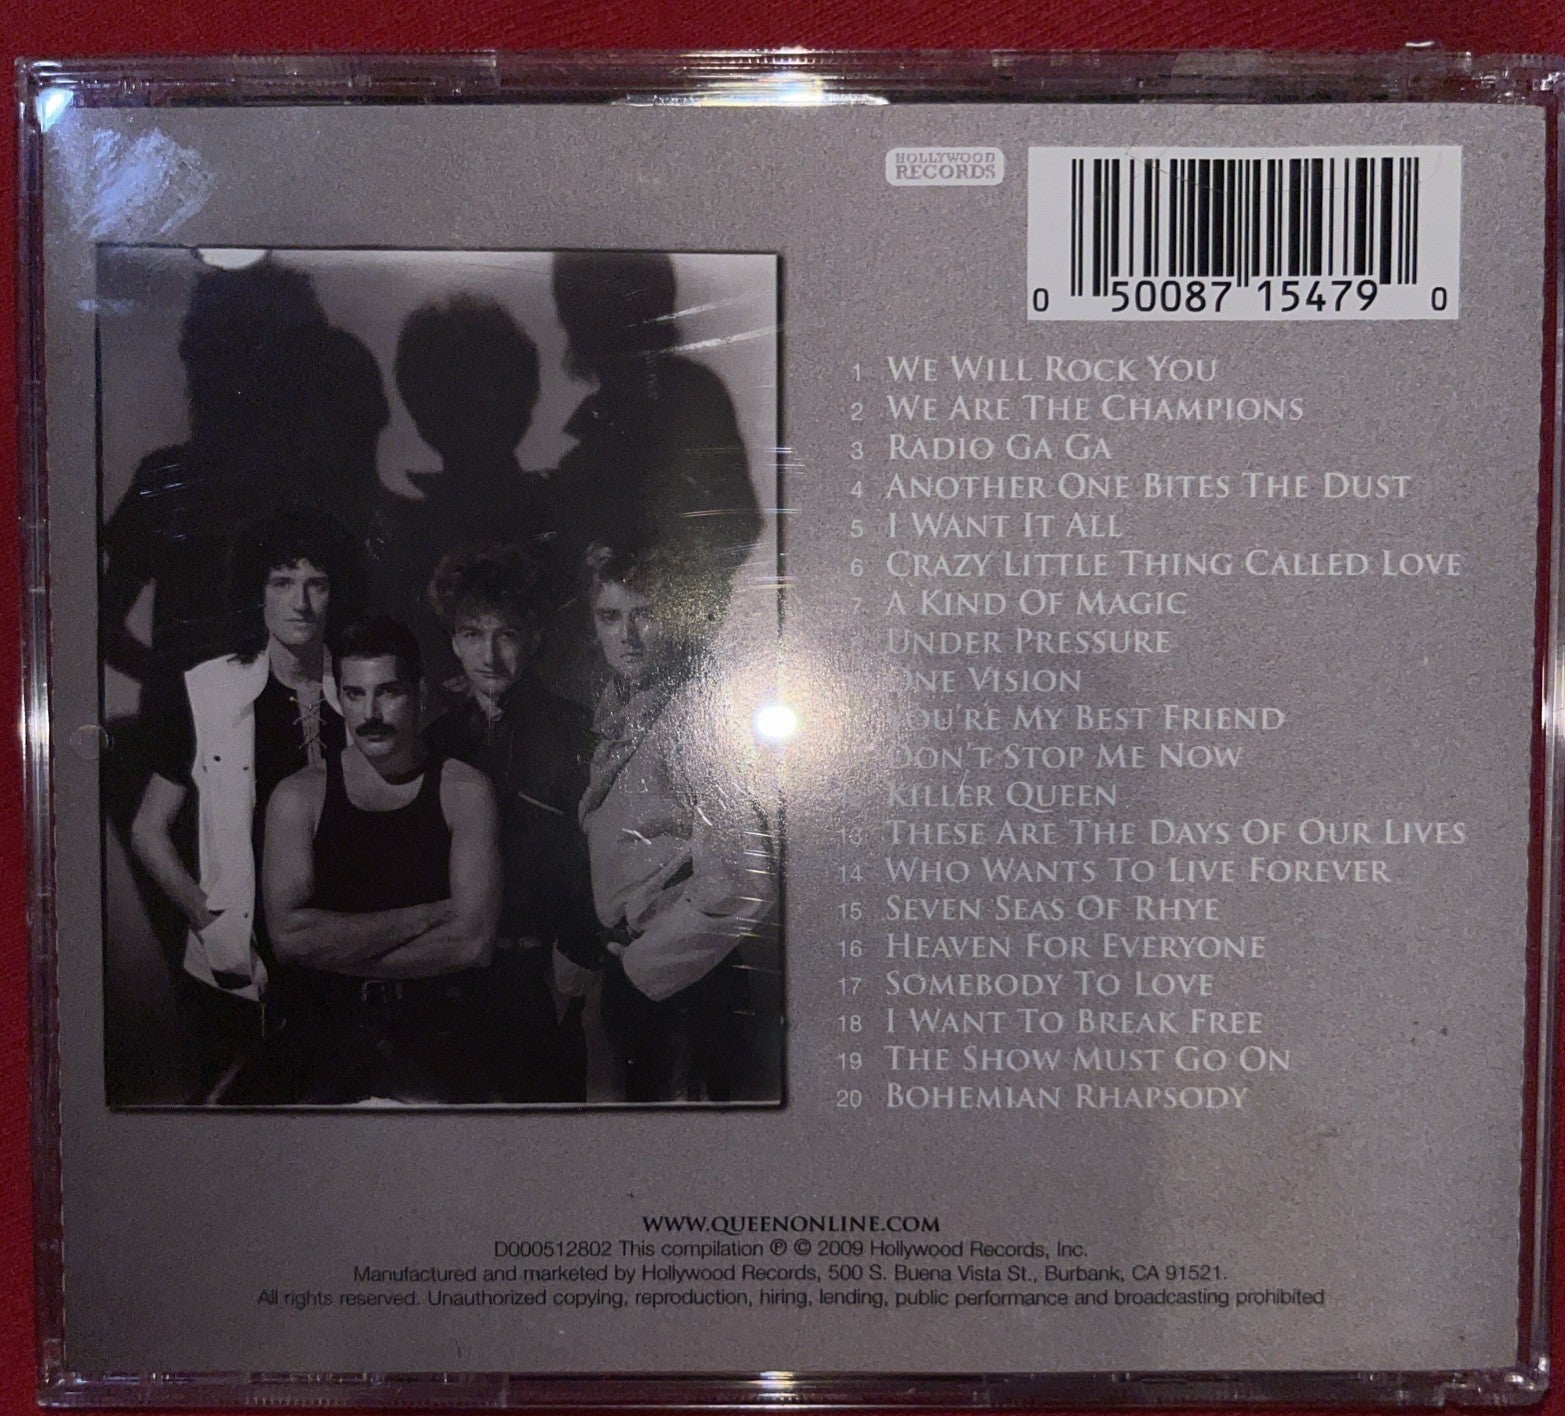 HOLLYWOOD
RECORDS
0 50087 15479 0
1 WE WILL ROCK YOU
2 WE ARE THE CHAMPIONS
3 RADIO GA GA
4 ANOTHER ONE BITES THE DUST
5 I WANT IT ALL
6 CRAZY LITTLE THING CALLED LOVE
7 A KIND OF MAGIC
UNDER PRESSURE
ONE VISION
YOU'RE MY BEST FRIEND
DON'T STOP ME NOW
KILLER QUEEN
13 THESE ARE THE DAYS OF OUR LIVES
14 WHO WANTS TO LIVE FOREVER
15 SEVEN SEAS OF RHYE
16 HEAVEN FOR EVERYONE
17 SOMEBODY TO LOVE
18 I WANT TO BREAK FREE
19 THE SHOW MUST GO ON
20 BOHEMIAN RHAPSODY
WWW.QUEENONLINE.COM
D000512802 This compilation ℗ © 2009 Hollywood Records, Inc.
Manufactured and marketed by Hollywood Records, 500 S. Buena Vista St., Burbank, CA 91521.
All rights reserved. Unauthorized copying, reproduction, hiring, lending, public performance and broadcasting prohibited